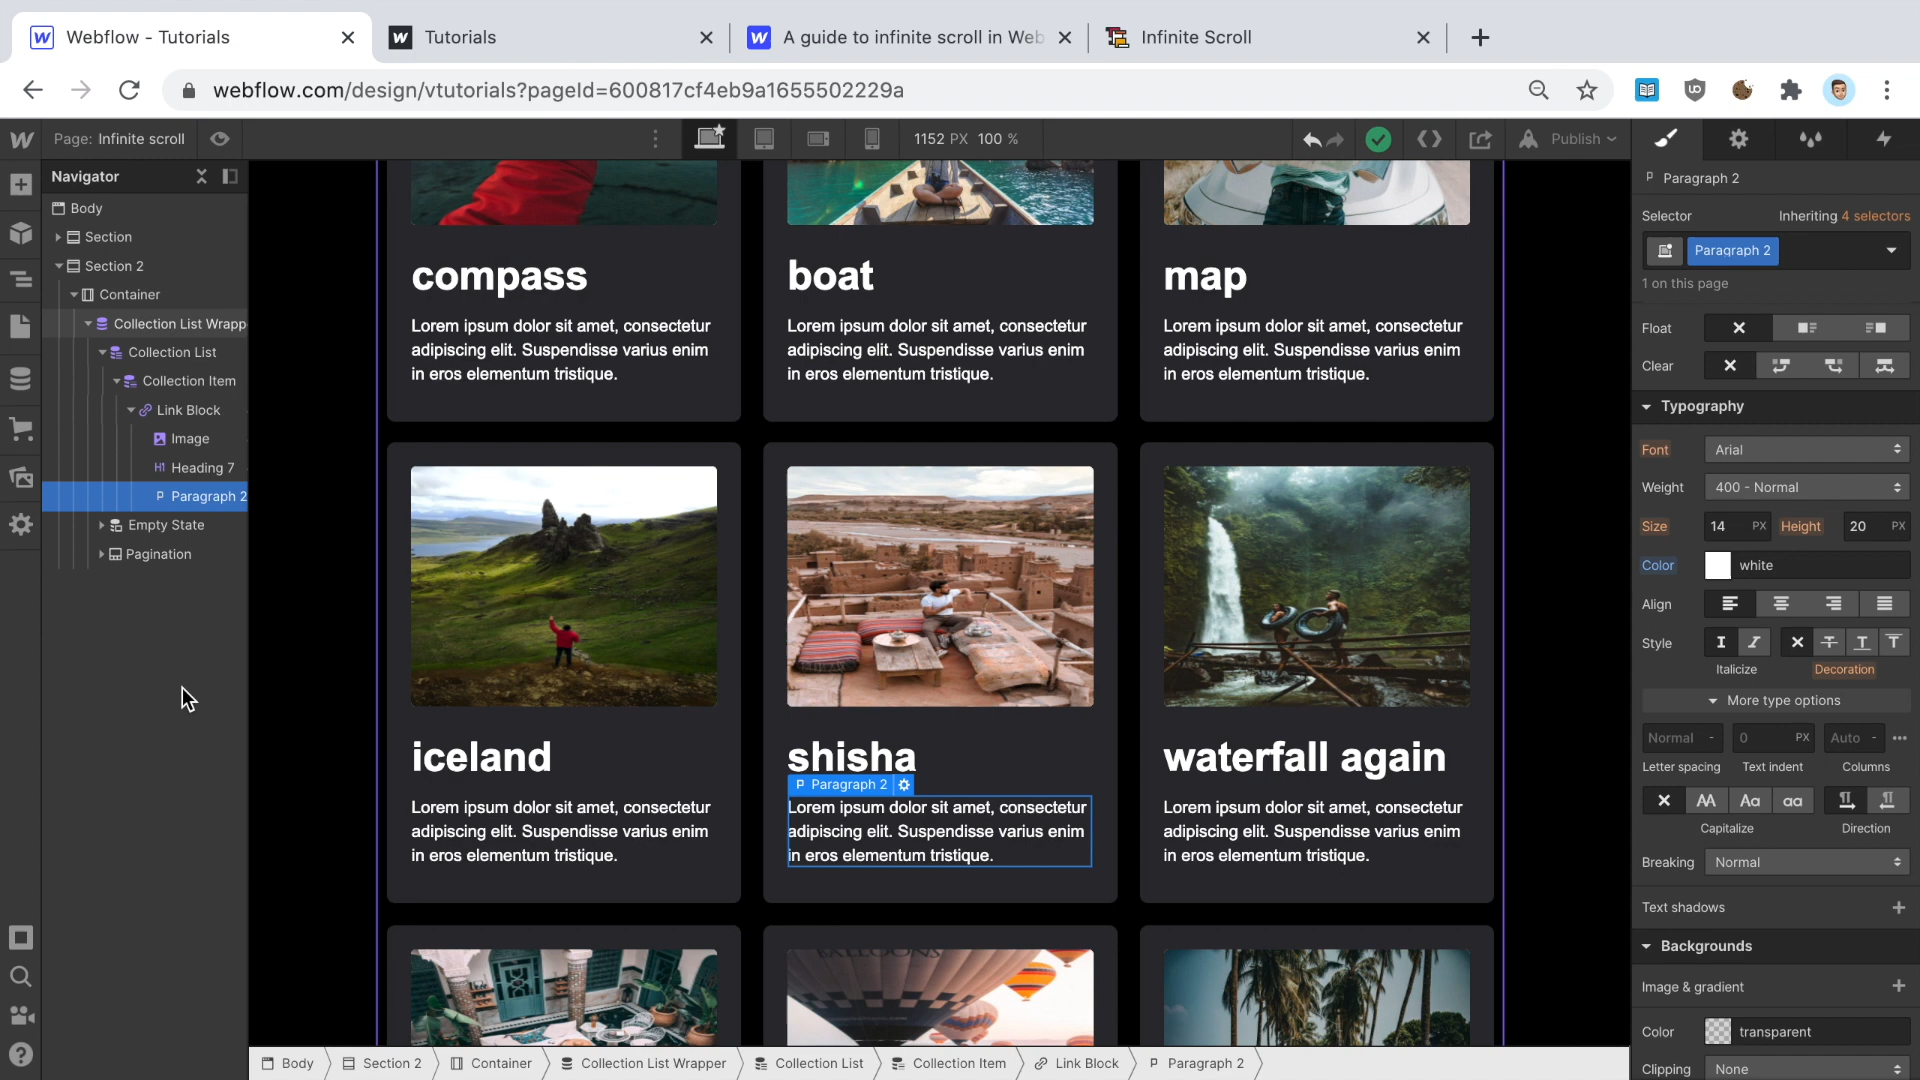 Webflow - Tutorials
Tutorials
A guide to infinite scroll in Web
Infinite Scroll
webflow.com/design/vtutorials?pageId=600817cf4eb9a1655502229a
Page: Infinite scroll
1152 PX 100 %
Publish
Navigator
Body
Section
Section 2
Container
Collection List Wrapp
Collection List
Collection Item
Link Block
Image
H1 Heading 7
Paragraph 2
Empty State
Pagination
compass
Lorem ipsum dolor sit amet, consectetur
adipiscing elit. Suspendisse varius enim
in eros elementum tristique.
boat
Lorem ipsum dolor sit amet, consectetur
adipiscing elit. Suspendisse varius enim
in eros elementum tristique.
map
Lorem ipsum dolor sit amet, consectetur
adipiscing elit. Suspendisse varius enim
in eros elementum tristique.
iceland
Lorem ipsum dolor sit amet, consectetur
adipiscing elit. Suspendisse varius enim
in eros elementum tristique.
shisha
Paragraph 2
Lorem ipsum dolor sit amet, consectetur
adipiscing elit. Suspendisse varius enim
in eros elementum tristique.
waterfall again
Lorem ipsum dolor sit amet, consectetur
adipiscing elit. Suspendisse varius enim
in eros elementum tristique.
BALLOONS
Body Section 2 Container Collection List Wrapper Collection List Collection Item Link Block Paragraph 2
Paragraph 2
Selector Inheriting 4 selectors
Paragraph 2
1 on this page
Float
Clear
Typography
Font Arial
Weight 400 - Normal
Size 14 PX Height 20 PX
Color white
Align
Style
Italicize Decoration
More type options
Normal - 0 PX Auto -
Letter spacing Text indent Columns
AA Aa aa
Capitalize Direction
Breaking Normal
Text shadows
Backgrounds
Image & gradient
Color transparent
Clipping None